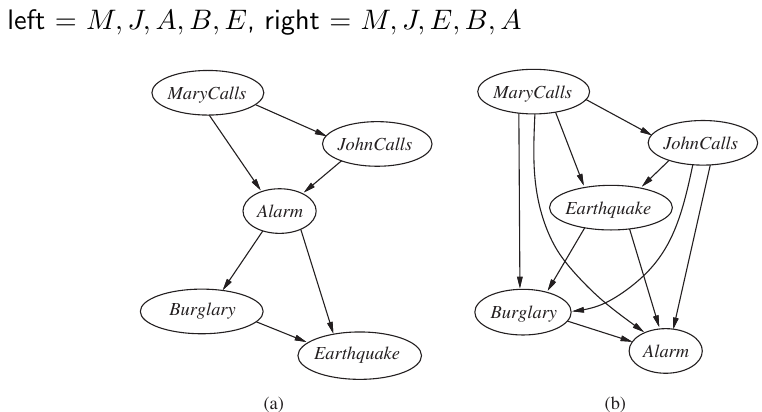 left = M, J, A, B, E, right = M, J, E, B, A
MaryCalls
JohnCalls
Alarm
Burglary
Earthquake
(a)
MaryCalls
JohnCalls
Earthquake
Burglary
Alarm
(b)